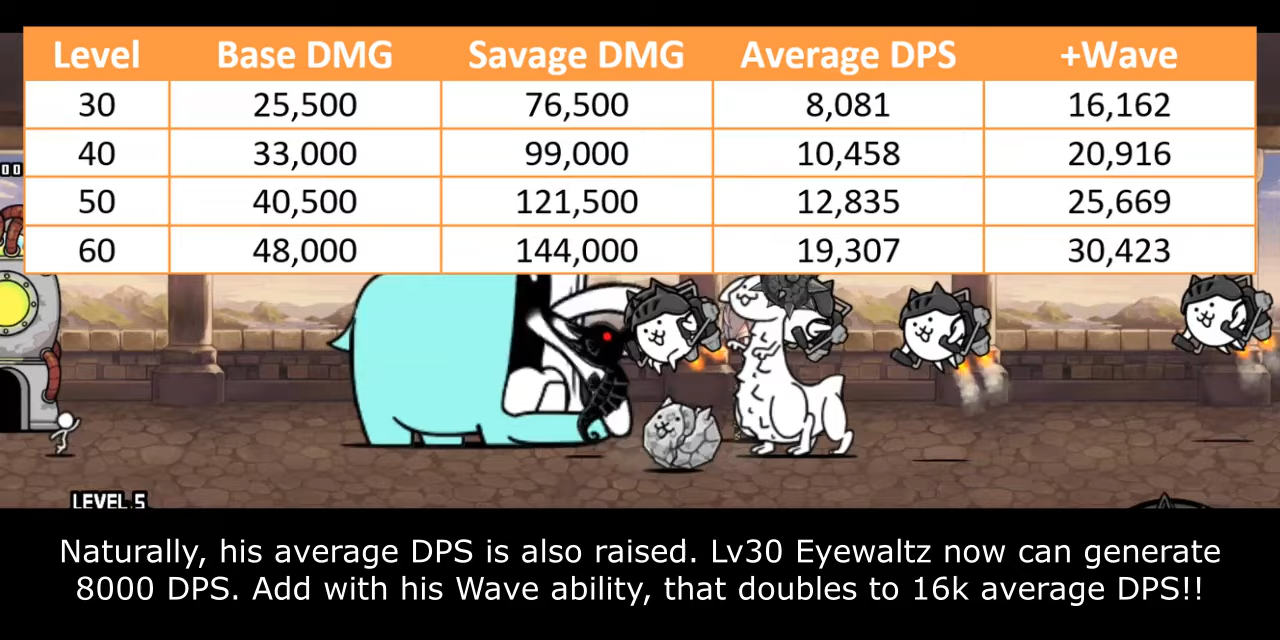 Level Base DMG Savage DMG Average DPS +Wave
30 25,500 76,500 8,081 16,162
40 33,000 99,000 10,458 20,916
50 40,500 121,500 12,835 25,669
60 48,000 144,000 19,307 30,423
00
LEVEL 5
Naturally, his average DPS is also raised. Lv30 Eyewaltz now can generate
8000 DPS. Add with his Wave ability, that doubles to 16k average DPS!!